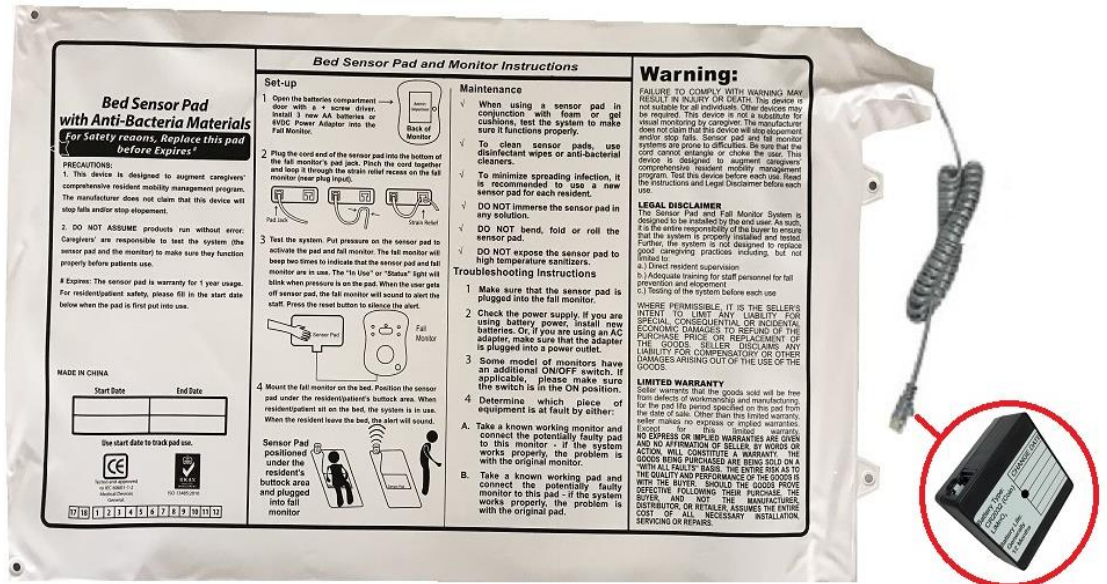 Bed Sensor Pad
with Anti-Bacteria Materials
For Satety reaons, Replace this pad
before Expires#
PRECAUTIONS:
1. This device is designed to augment caregivers'
comprehensive resident mobility management program.
The manufacturer does not claim that this device will
stop falls and/or stop elopement.
2. DO NOT ASSUME products run without error:
Caregivers' are responsible to test the system (the
sensor pad and the monitor) to make sure they function
properly before patients use.
# Expires: The sensor pad is warranty for 1 year usage.
For resident/patient safety, please fill in the start date
below when the pad is first put into use.
MADE IN CHINA
Start Date End Date
Use start date to track pad use.
CE
Tested and approved
to IEC 60601-1-2
Medical Devices
General.
UKAS
ISO 13485:2016
17 18 1 2 3 4 5 6 7 8 9 10 11 12
Bed Sensor Pad and Monitor Instructions
Set-up
1 Open the batteries compartment
door with a + screw driver.
Install 3 new AA batteries or
6VDC Power Adaptor into the
Fall Monitor.
Back of
Monitor
2 Plug the cord end of the sensor pad into the bottom of
the fall monitor's pad jack. Pinch the cord together
and loop it through the strain relief recess on the fall
monitor (near plug input).
Pad Jack
Strain Relief
3 Test the system. Put pressure on the sensor pad to
activate the pad and fall monitor. The fall monitor will
beep two times to indicate that the sensor pad and fall
monitor are in use. The "In Use" or "Status" light will
blink when pressure is on the pad. When the user gets
off sensor pad, the fall monitor will sound to alert the
staff. Press the reset button to silence the alert.
Sensor Pad
Fall
Monitor
4 Mount the fall monitor on the bed. Position the sensor
pad under the resident/patient's buttock area. When
resident/patient sit on the bed, the system is in use.
When the resident leave the bed, the alert will sound.
Sensor Pad
positioned
under the
resident's
buttock area
and plugged
into fall
monitor
Sensor Pad
Maintenance
√ When using a sensor pad in
conjunction with foam or gel
cushions, test the system to make
sure it functions properly.
√ To clean sensor pads, use
disinfectant wipes or anti-bacterial
cleaners.
√ To minimize spreading infection, it
is recommended to use a new
sensor pad for each resident.
√ DO NOT immerse the sensor pad in
any solution.
√ DO NOT bend, fold or roll the
sensor pad.
√ DO NOT expose the sensor pad to
high temperature sanitizers.
Troubleshooting Instructions
1 Make sure that the sensor pad is
plugged into the fall monitor.
2 Check the power supply. If you are
using battery power, install new
batteries. Or, if you are using an AC
adapter, make sure that the adapter
is plugged into a power outlet.
3 Some model of monitors have
an additional ON/OFF switch. If
applicable, please make sure
the switch is in the ON position.
4 Determine which piece of
equipment is at fault by either:
A. Take a known working monitor and
connect the potentially faulty pad
to this monitor - if the system
works properly, the problem is
with the original monitor.
B. Take a known working pad and
connect the potentially faulty
monitor to this pad - if the system
works properly, the problem is
with the original pad.
Warning:
FAILURE TO COMPLY WITH WARNING MAY
RESULT IN INJURY OR DEATH. This device is
not suitable for all individuals. Other devices may
be required. This device is not a substitute for
visual monitoring by caregiver. The manufacturer
does not claim that this device will stop elopement
and/or stop falls. Sensor pad and fall monitor
systems are prone to difficulties. Be sure that the
cord cannot entangle or choke the user. This
device is designed to augment caregivers'
comprehensive resident mobility management
program. Test this device before each use. Read
the instructions and Legal Disclaimer before each
use.
LEGAL DISCLAIMER
The Sensor Pad and Fall Monitor System is
designed to be installed by the end user. As such,
it is the entire responsibility of the buyer to ensure
that the system is properly installed and tested.
Further, the system is not designed to replace
good caregiving practices including, but not
limited to:
a.) Direct resident supervision
b.) Adequate training for staff personnel for fall
prevention and elopement
c.) Testing of the system before each use
WHERE PERMISSIBLE, IT IS THE SELLER'S
INTENT TO LIMIT ANY LIABILITY FOR
SPECIAL, CONSEQUENTIAL OR INCIDENTAL
ECONOMIC DAMAGES TO REFUND OF THE
PURCHASE PRICE OR REPLACEMENT OF
THE GOODS. SELLER DISCLAIMS ANY
LIABILITY FOR COMPENSATORY OR OTHER
DAMAGES ARISING OUT OF THE USE OF THE
GOODS.
LIMITED WARRANTY
Seller warrants that the goods sold will be free
from defects of workmanship and manufacturing,
for the pad life period specified on this pad from
the date of sale. Other than this limited warranty,
seller makes no express or implied warranties.
Except for this limited warranty,
NO EXPRESS OR IMPLIED WARRANTIES ARE GIVEN
AND NO AFFIRMATION OF SELLER, BY WORDS OR
ACTION, WILL CONSTITUTE A WARRANTY. THE
GOODS BEING PURCHASED ARE BEING SOLD ON A
"WITH ALL FAULTS" BASIS. THE ENTIRE RISK AS TO
THE QUALITY AND PERFORMANCE OF THE GOODS IS
WITH THE BUYER. SHOULD THE GOODS PROVE
DEFECTIVE FOLLOWING THEIR PURCHASE, THE
BUYER, AND NOT THE MANUFACTURER,
DISTRIBUTOR, OR RETAILER, ASSUMES THE ENTIRE
COST OF ALL NECESSARY INSTALLATION,
SERVICING OR REPAIRS.
Battery Type:
CR2032 (coin)
LiMnO2
Battery Life:
Generally
12 Months
CHANGE DATE